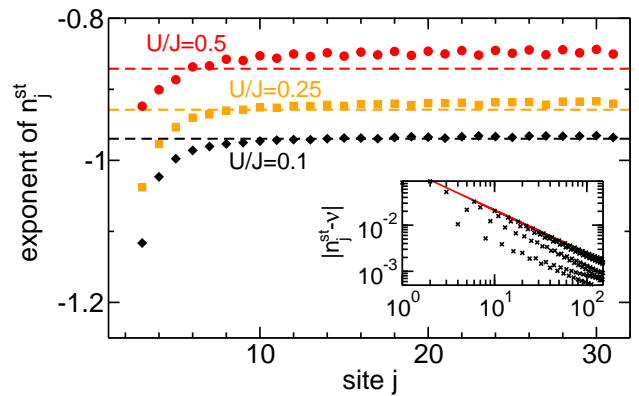 -0.8
U/J=0.5
U/J=0.25
-1
U/J=0.1
exponent of n_j^st
10^-2
|n_j^st-ν|
10^-3
10^0 10^1 10^2
-1.2
10 20 30
site j